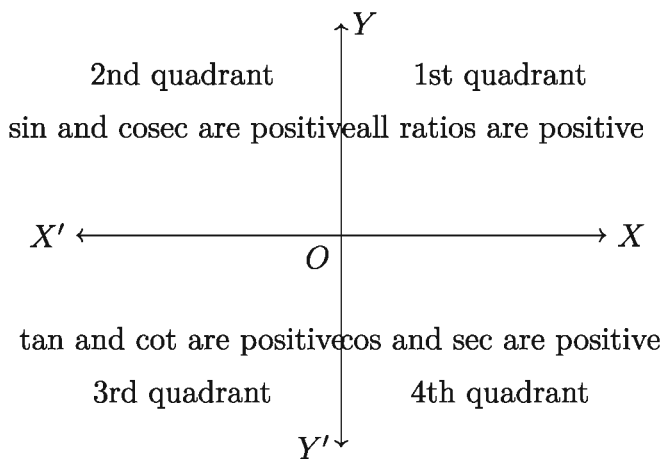 Y
2nd quadrant 1st quadrant
sin and cosec are positive all ratios are positive
X′ X
O
tan and cot are positive cos and sec are positive
3rd quadrant 4th quadrant
Y′